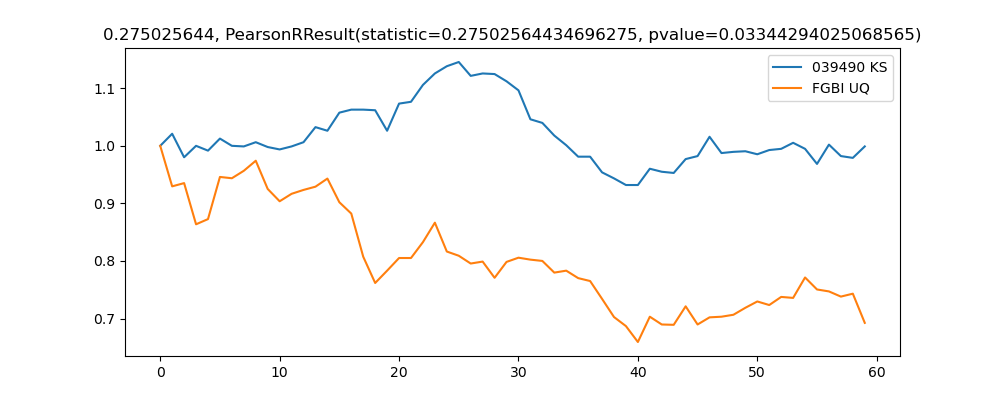 0.275025644, PearsonRResult(statistic=0.27502564434696275, pvalue=0.03344294025068565)
039490 KS
FGBI UQ
1.1
1.0
0.9
0.8
0.7
0 10 20 30 40 50 60